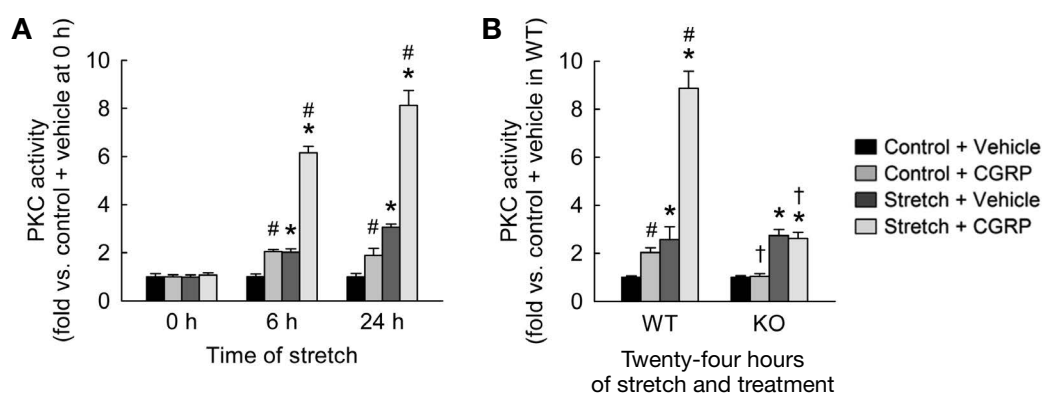 A
PKC activity
(fold vs. control + vehicle at 0 h)
10
8
6
4
2
0
#
*
#
*
#
*
#
*
0 h
6 h
24 h
Time of stretch
B
PKC activity
(fold vs. control + vehicle in WT)
10
8
6
4
2
0
#
*
#
*
†
*
†
*
WT
KO
Twenty-four hours
of stretch and treatment
Control + Vehicle
Control + CGRP
Stretch + Vehicle
Stretch + CGRP